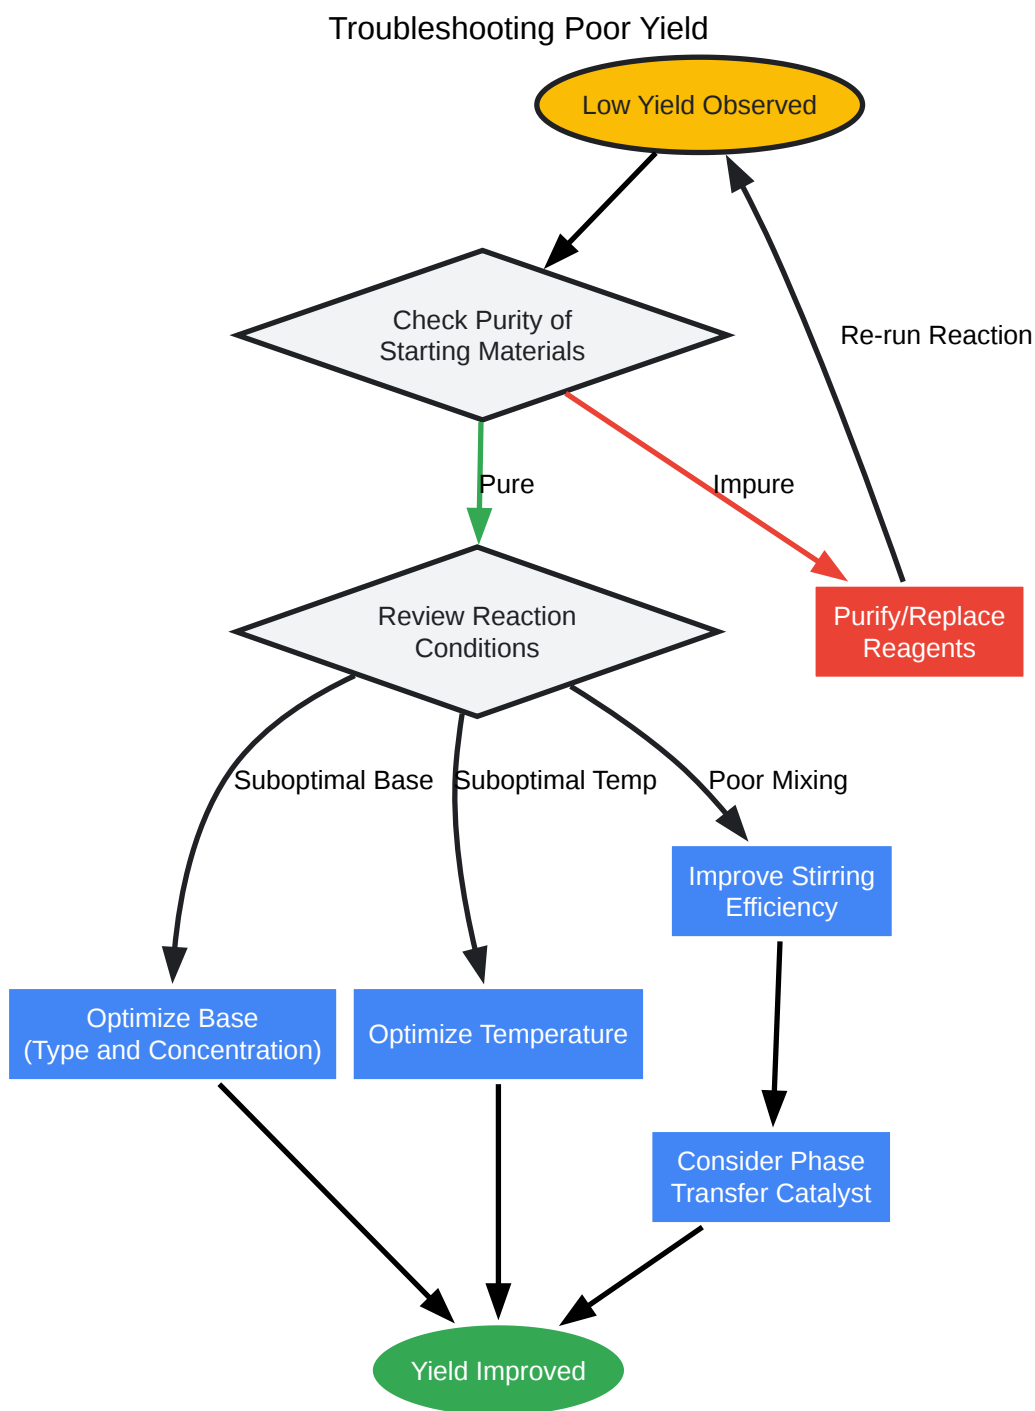 Troubleshooting Poor Yield
Low Yield Observed
Check Purity of
Starting Materials
Re-run Reaction
Pure
Impure
Review Reaction
Conditions
Purify/Replace
Reagents
Suboptimal Base
Suboptimal Temp
Poor Mixing
Improve Stirring
Efficiency
Optimize Base
(Type and Concentration)
Optimize Temperature
Consider Phase
Transfer Catalyst
Yield Improved